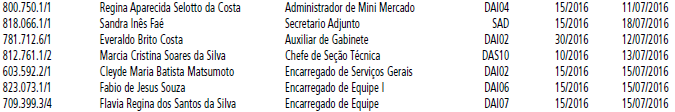 800.750.1/1 Regina Aparecida Selotto da Costa Administrador de Mini Mercado DAI04 15/2016 11/07/2016
818.066.1/1 Sandra Inês Faé Secretario Adjunto SAD 15/2016 18/07/2016
781.712.6/1 Everaldo Brito Costa Auxiliar de Gabinete DAI02 30/2016 12/07/2016
812.761.1/2 Marcia Cristina Soares da Silva Chefe de Seção Técnica DAS10 10/2016 13/07/2016
603.592.2/1 Cleyde Maria Batista Matsumoto Encarregado de Serviços Gerais DAI02 15/2016 15/07/2016
823.073.1/1 Fabio de Jesus Souza Encarregado de Equipe I DAI06 15/2016 15/07/2016
709.399.3/4 Flavia Regina dos Santos da Silva Encarregado de Equipe DAI07 15/2016 15/07/2016